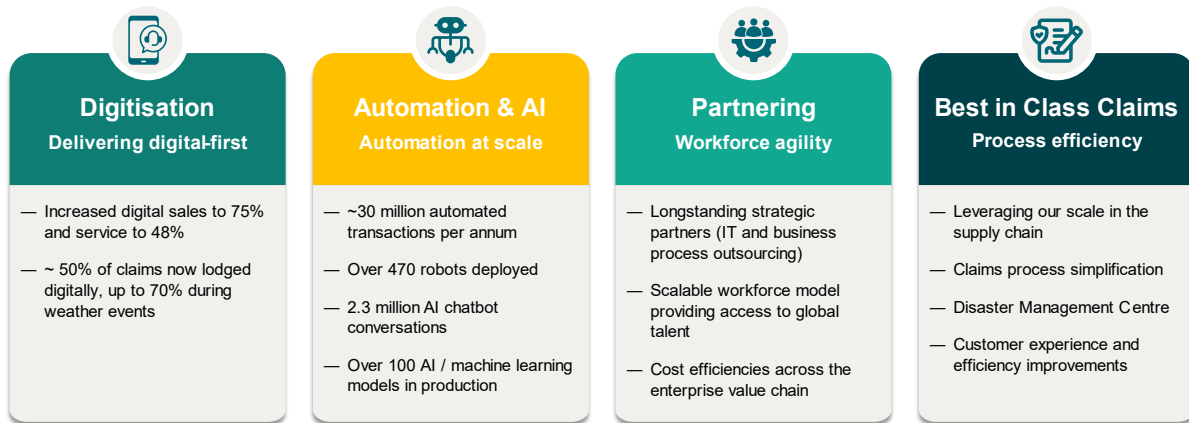 Digitisation
Delivering digital-first
— Increased digital sales to 75%
and service to 48%
— ~ 50% of claims now lodged
digitally, up to 70% during
weather events
Automation & AI
Automation at scale
— ~30 million automated
transactions per annum
— Over 470 robots deployed
— 2.3 million AI chatbot
conversations
— Over 100 AI / machine learning
models in production
Partnering
Workforce agility
— Longstanding strategic
partners (IT and business
process outsourcing)
— Scalable workforce model
providing access to global
talent
— Cost efficiencies across the
enterprise value chain
Best in Class Claims
Process efficiency
— Leveraging our scale in the
supply chain
— Claims process simplification
— Disaster Management Centre
— Customer experience and
efficiency improvements